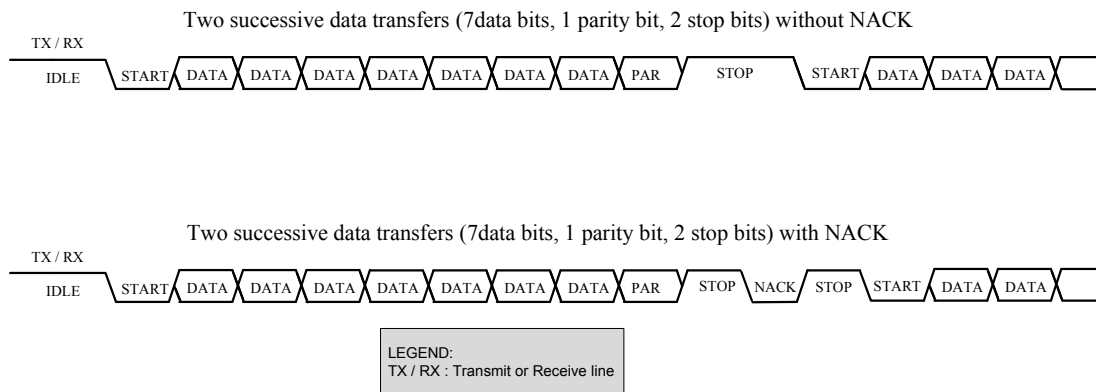 Two successive data transfers (7data bits, 1 parity bit, 2 stop bits) without NACK
TX / RX
IDLE START DATA DATA DATA DATA DATA DATA DATA PAR STOP START DATA DATA DATA
Two successive data transfers (7data bits, 1 parity bit, 2 stop bits) with NACK
TX / RX
IDLE START DATA DATA DATA DATA DATA DATA DATA PAR STOP NACK STOP START DATA DATA
LEGEND:
TX / RX : Transmit or Receive line